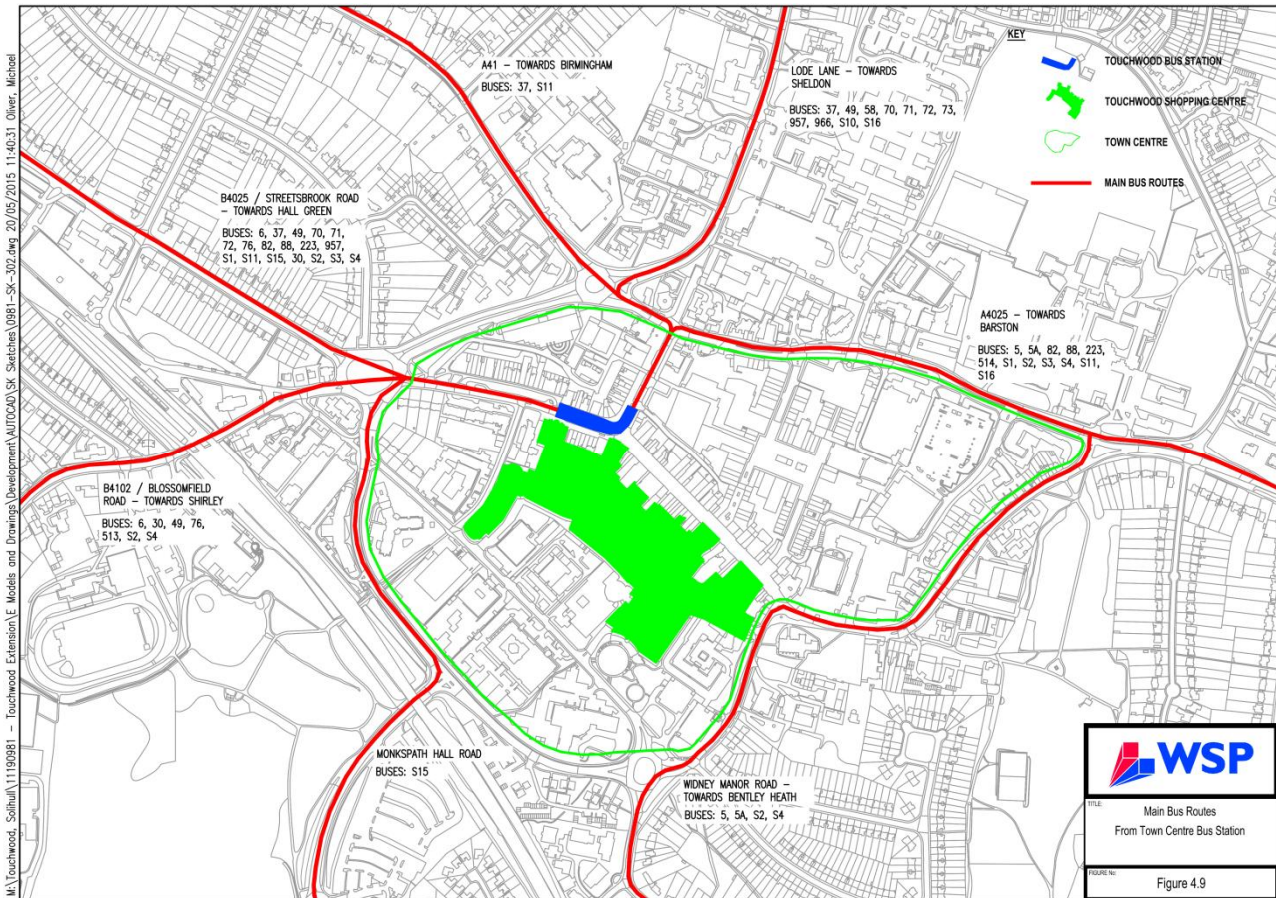 M:\Touchwood, Solihull\11190981 - Touchwood Extension\E Models and Drawings\Development\AUTOCAD\SK Sketches\0981-SK-302.dwg 20/05/2015 11:40:31 Oliver, Michael
A41 - TOWARDS BIRMINGHAM
BUSES: 37, S11
LODE LANE - TOWARDS
SHELDON
BUSES: 37, 49, 58, 70, 71, 72, 73,
957, 966, S10, S16
KEY
TOUCHWOOD BUS STATION
TOUCHWOOD SHOPPING CENTRE
TOWN CENTRE
MAIN BUS ROUTES
B4025 / STREETSBROOK ROAD
- TOWARDS HALL GREEN
BUSES: 6, 37, 49, 70, 71,
72, 76, 82, 88, 223, 957,
S1, S11, S15, 30, S2, S3, S4
A4025 - TOWARDS
BARSTON
BUSES: 5, 5A, 82, 88, 223,
514, S1, S2, S3, S4, S11,
S16
B4102 / BLOSSOMFIELD
ROAD - TOWARDS SHIRLEY
BUSES: 6, 30, 49, 76,
513, S2, S4
MONKSPATH HALL ROAD
BUSES: S15
WIDNEY MANOR ROAD -
TOWARDS BENTLEY HEATH
BUSES: 5, 5A, S2, S4
WSP
TITLE:
Main Bus Routes
From Town Centre Bus Station
FIGURE No:
Figure 4.9